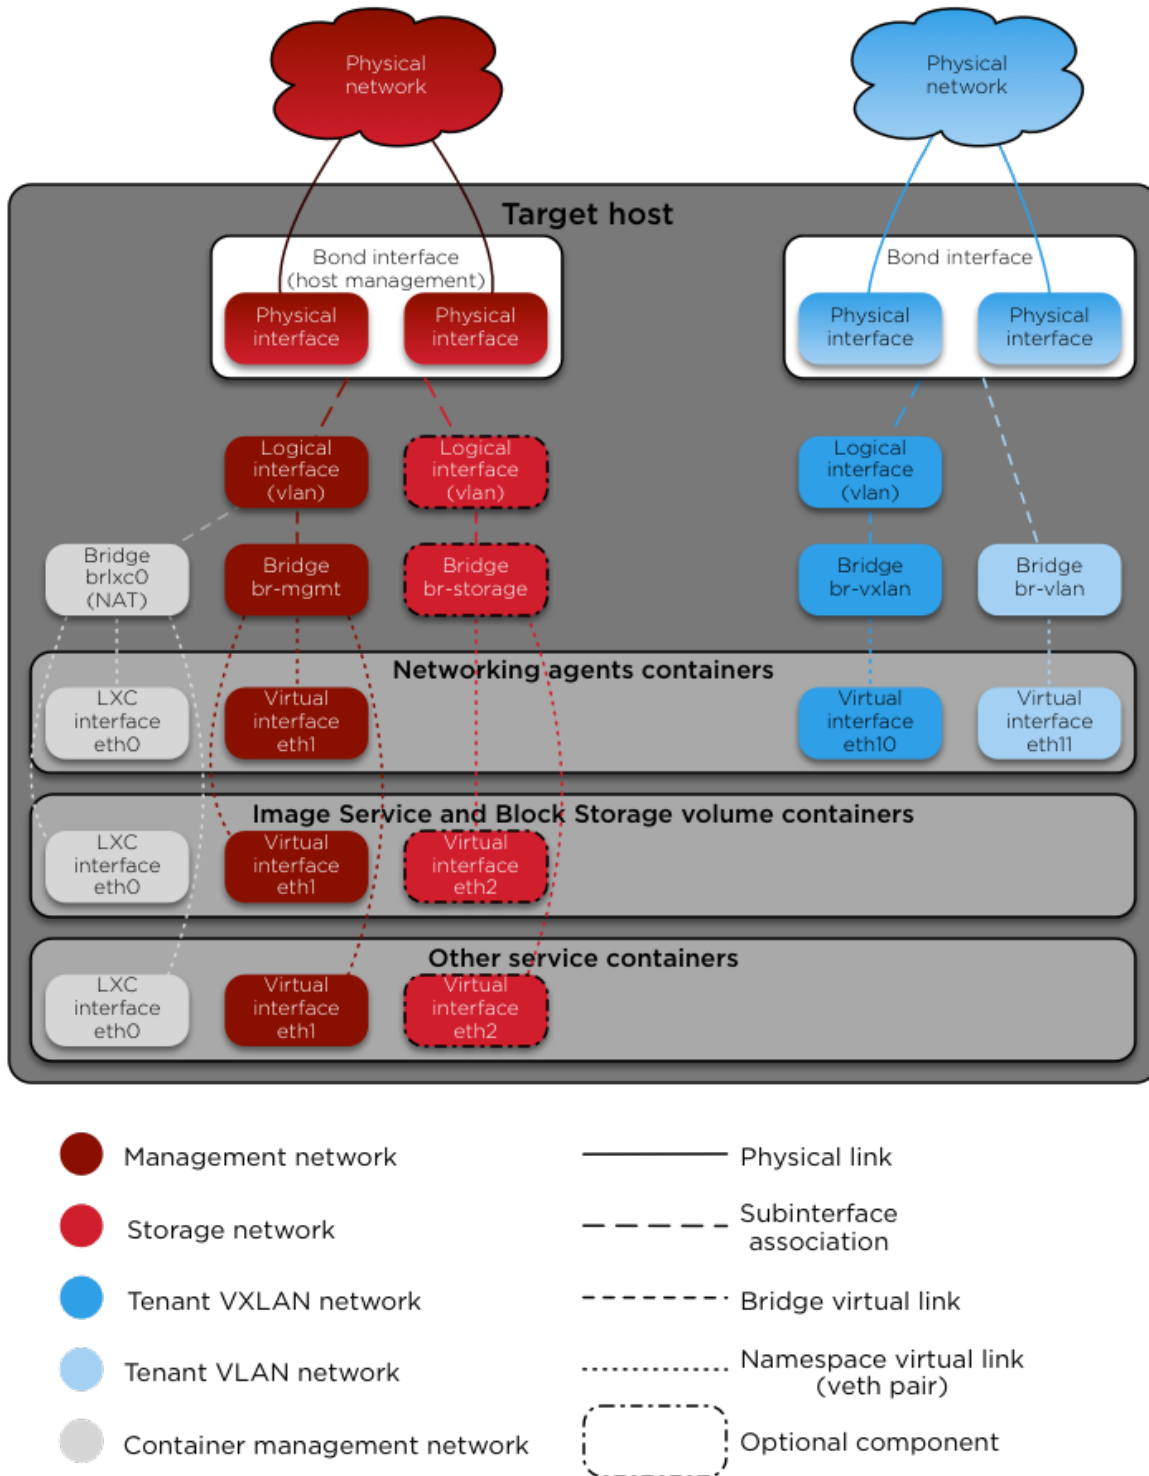 Physical
network
Physical
network
Target host
Bond interface
(host management)
Bond interface
Physical
interface
Physical
interface
Physical
interface
Physical
interface
Logical
interface
(vlan)
Logical
interface
(vlan)
Logical
interface
(vlan)
Bridge
brlxc0
(NAT)
Bridge
br-mgmt
Bridge
br-storage
Bridge
br-vxlan
Bridge
br-vlan
Networking agents containers
LXC
interface
eth0
Virtual
interface
eth1
Virtual
interface
eth10
Virtual
interface
eth11
Image Service and Block Storage volume containers
LXC
interface
eth0
Virtual
interface
eth1
Virtual
interface
eth2
Other service containers
LXC
interface
eth0
Virtual
interface
eth1
Virtual
interface
eth2
Management network
Storage network
Tenant VXLAN network
Tenant VLAN network
Container management network
Physical link
Subinterface
association
Bridge virtual link
Namespace virtual link
(veth pair)
Optional component